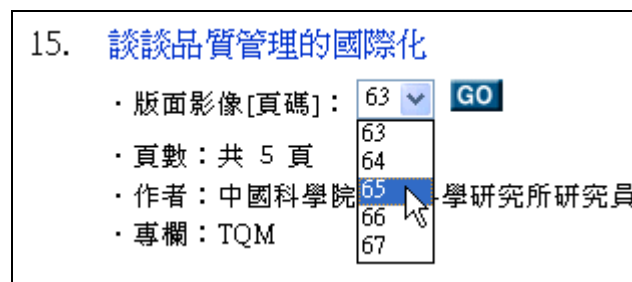 15. 談談品質管理的國際化
・版面影像[頁碼]： 63 GO
63
・頁數：共 5 頁
64
65
・作者：中國科學院 學研究所研究員
66
・專欄：TQM
67